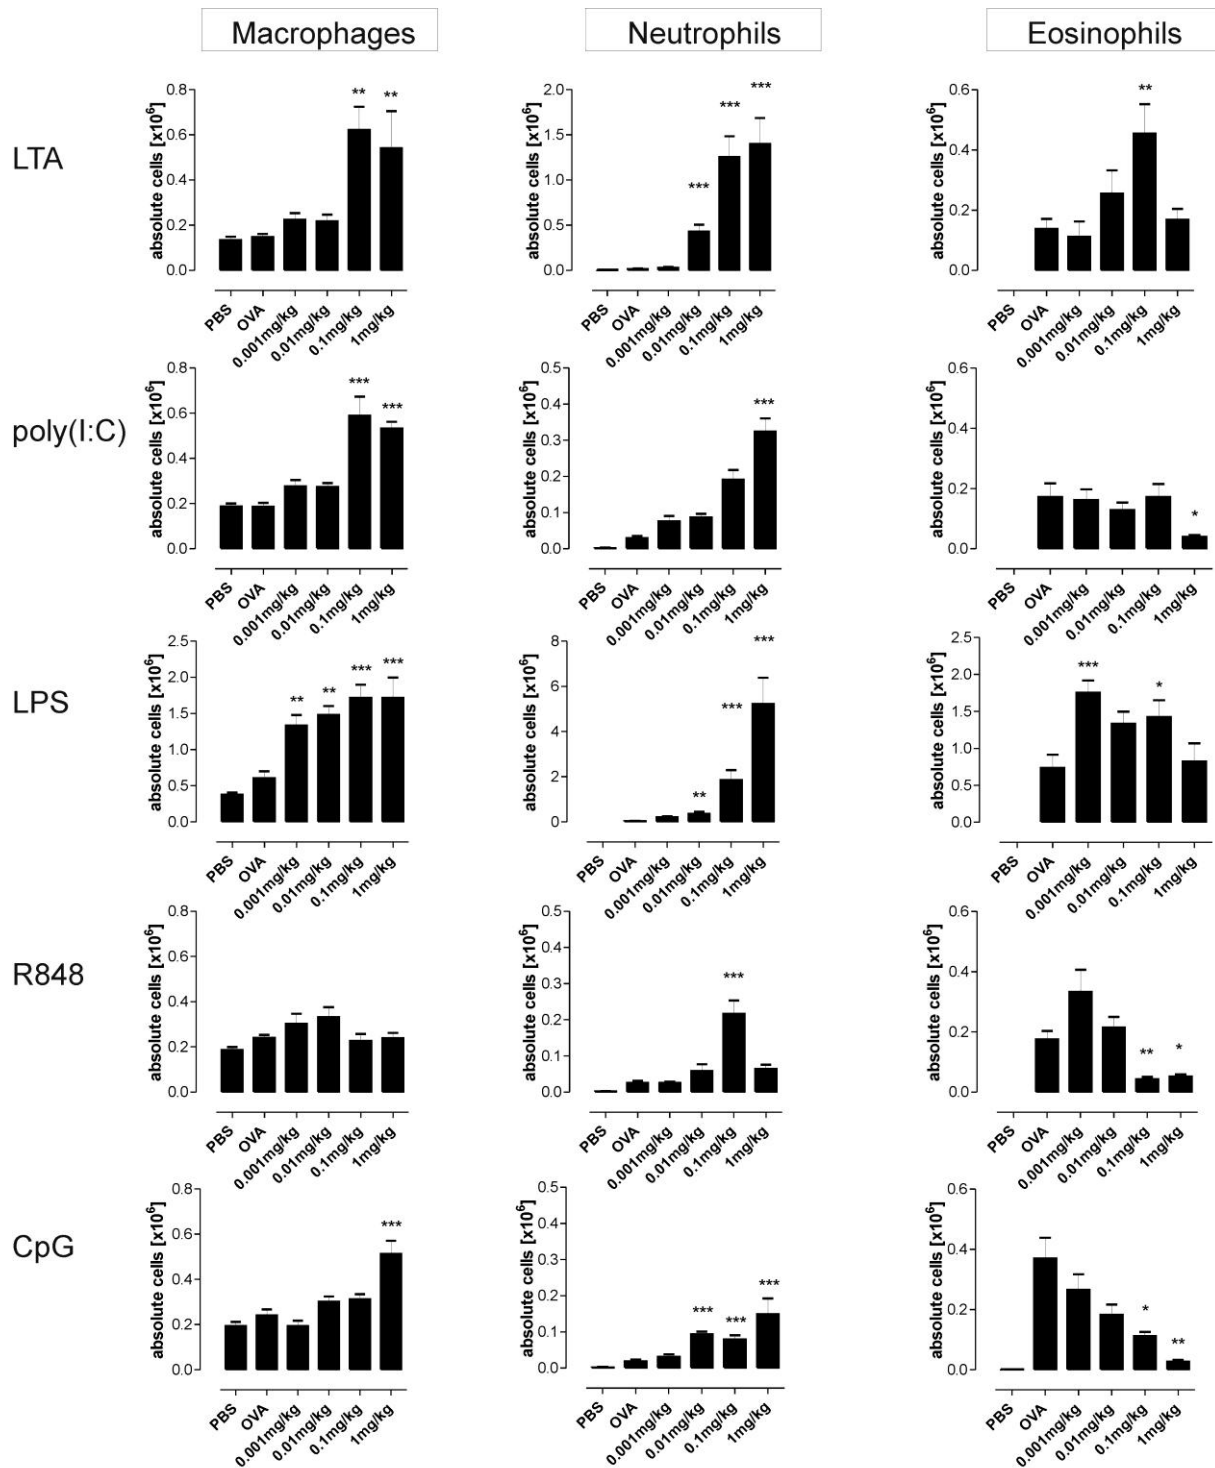 Macrophages
Neutrophils
Eosinophils
LTA
absolute cells [x10⁶]
0.8
0.6
0.4
0.2
0.0
** **
PBS OVA 0.001mg/kg 0.01mg/kg 0.1mg/kg 1mg/kg
absolute cells [x10⁶]
2.0
1.5
1.0
0.5
0.0
*** *** ***
PBS OVA 0.001mg/kg 0.01mg/kg 0.1mg/kg 1mg/kg
absolute cells [x10⁶]
0.6
0.4
0.2
0.0
**
PBS OVA 0.001mg/kg 0.01mg/kg 0.1mg/kg 1mg/kg
poly(I:C)
absolute cells [x10⁶]
0.8
0.6
0.4
0.2
0.0
*** ***
PBS OVA 0.001mg/kg 0.01mg/kg 0.1mg/kg 1mg/kg
absolute cells [x10⁶]
0.5
0.4
0.3
0.2
0.1
0.0
***
PBS OVA 0.001mg/kg 0.01mg/kg 0.1mg/kg 1mg/kg
absolute cells [x10⁶]
0.6
0.4
0.2
0.0
*
PBS OVA 0.001mg/kg 0.01mg/kg 0.1mg/kg 1mg/kg
LPS
absolute cells [x10⁶]
2.5
2.0
1.5
1.0
0.5
0.0
** ** *** ***
PBS OVA 0.001mg/kg 0.01mg/kg 0.1mg/kg 1mg/kg
absolute cells [x10⁶]
8
6
4
2
0
** *** ***
PBS OVA 0.001mg/kg 0.01mg/kg 0.1mg/kg 1mg/kg
absolute cells [x10⁶]
2.5
2.0
1.5
1.0
0.5
0.0
*** *
PBS OVA 0.001mg/kg 0.01mg/kg 0.1mg/kg 1mg/kg
R848
absolute cells [x10⁶]
0.8
0.6
0.4
0.2
0.0
PBS OVA 0.001mg/kg 0.01mg/kg 0.1mg/kg 1mg/kg
absolute cells [x10⁶]
0.5
0.4
0.3
0.2
0.1
0.0
***
PBS OVA 0.001mg/kg 0.01mg/kg 0.1mg/kg 1mg/kg
absolute cells [x10⁶]
0.6
0.4
0.2
0.0
** *
PBS OVA 0.001mg/kg 0.01mg/kg 0.1mg/kg 1mg/kg
CpG
absolute cells [x10⁶]
0.8
0.6
0.4
0.2
0.0
***
PBS OVA 0.001mg/kg 0.01mg/kg 0.1mg/kg 1mg/kg
absolute cells [x10⁶]
0.5
0.4
0.3
0.2
0.1
0.0
*** *** ***
PBS OVA 0.001mg/kg 0.01mg/kg 0.1mg/kg 1mg/kg
absolute cells [x10⁶]
0.6
0.4
0.2
0.0
* **
PBS OVA 0.001mg/kg 0.01mg/kg 0.1mg/kg 1mg/kg